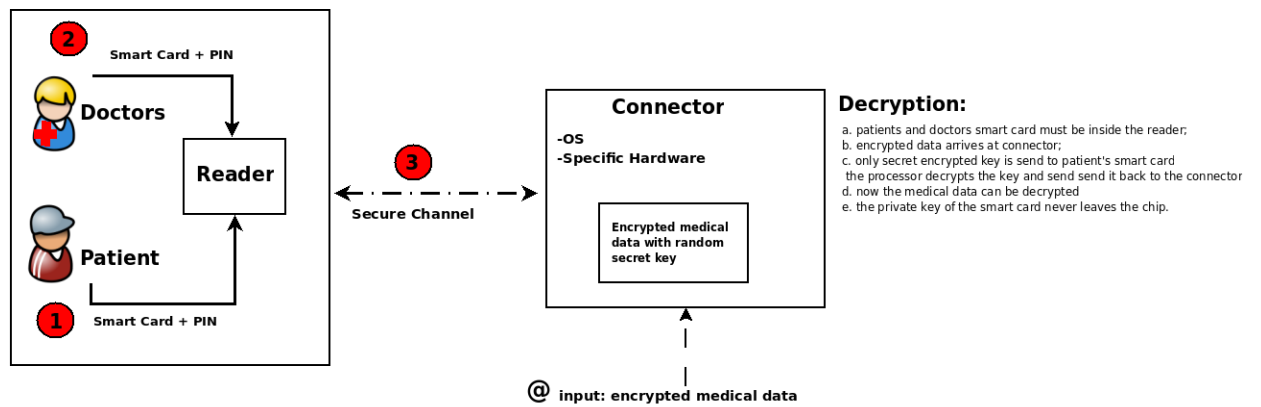 2
Smart Card + PIN
Doctors
Reader
Patient
1
Smart Card + PIN
3
Secure Channel
Connector
-OS
-Specific Hardware
Encrypted medical
data with random
secret key
@ input: encrypted medical data
Decryption:
a. patients and doctors smart card must be inside the reader;
b. encrypted data arrives at connector;
c. only secret encrypted key is send to patient's smart card
the processor decrypts the key and send send it back to the connector
d. now the medical data can be decrypted
e. the private key of the smart card never leaves the chip.